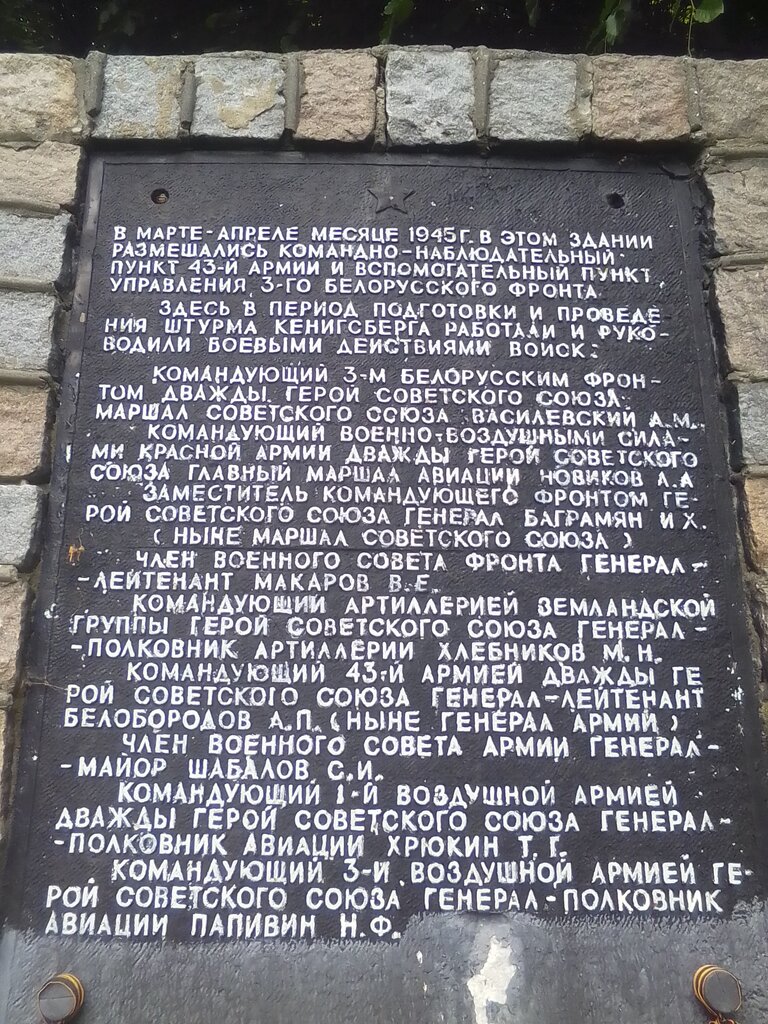 В МАРТЕ-АПРЕЛЕ МЕСЯЦЕ 1945 Г. В ЭТОМ ЗДАНИИ
РАЗМЕШАЛИСЬ КОМАНДНО-НАБЛЮДАТЕЛЬНЫЙ
ПУНКТ 43-Й АРМИИ И ВСПОМОГАТЕЛЬНЫЙ ПУНКТ
УПРАВЛЕНИЯ 3-ГО БЕЛОРУССКОГО ФРОНТА.
ЗДЕСЬ В ПЕРИОД ПОДГОТОВКИ И ПРОВЕДЕ
НИЯ ШТУРМА КЕНИГСБЕРГА РАБОТАЛИ И РУКО-
ВОДИЛИ БОЕВЫМИ ДЕИСТВИЯМИ ВОИСК:
КОМАНДУЮЩИЙ 3-М БЕЛОРУССКИМ ФРОН-
ТОМ ДВАЖДЫ ГЕРОЙ СОВЕТСКОГО СОЮЗА
МАРШАЛ СОВЕТСКОГО СОЮЗА ВАСИЛЕВСКИЙ А.М.
КОМАНДУЮЩИЙ ВОЕННО-ВОЗДУШНЫМИ СИЛА-
МИ КРАСНОЙ АРМИИ ДВАЖДЫ ГЕРОЙ СОВЕТСКОГО
СОЮЗА ГЛАВНЫЙ МАРШАЛ АВИАЦИИ НОВИКОВ А.А
ЗАМЕСТИТЕЛЬ КОМАНДУЮЩЕГО ФРОНТОМ ГЕ-
РОЙ СОВЕТСКОГО СОЮЗА ГЕНЕРАЛ БАГРАМЯН И Х.
(НЫНЕ МАРШАЛ СОВЕТСКОГО СОЮЗА)
ЧЛЕН ВОЕННОГО СОВЕТА ФРОНТА ГЕНЕРАЛ-
-ЛЕЙТЕНАНТ МАКАРОВ В.Е.
КОМАНДУЮЩИЙ АРТИЛЛЕРИЕЙ ЗЕМЛАНДСКОЙ
ГРУППЫ ГЕРОЙ СОВЕТСКОГО СОЮЗА ГЕНЕРАЛ-
-ПОЛКОВНИК АРТИЛЛЕРИИ ХЛЕБНИКОВ М.Н.
КОМАНДУЮЩИЙ 43-Й АРМИЕЙ ДВАЖДЫ ГЕ
РОЙ СОВЕТСКОГО СОЮЗА ГЕНЕРАЛ-ЛЕЙТЕНАНТ
БЕЛОБОРОДОВ А.П. (НЫНЕ ГЕНЕРАЛ АРМИЙ)
ЧЛЕН ВОЕННОГО СОВЕТА АРМИИ ГЕНЕРАЛ-
-МАЙОР ШАБАЛОВ С.И.
КОМАНДУЮЩИЙ 1-Й ВОЗДУШНОЙ АРМИЕЙ
ДВАЖДЫ ГЕРОЙ СОВЕТСКОГО СОЮЗА ГЕНЕРАЛ-
-ПОЛКОВНИК АВИАЦИИ ХРЮКИН Т.Г.
КОМАНДУЮЩИЙ 3-Й ВОЗДУШНОЙ АРМИЕЙ ГЕ-
РОЙ СОВЕТСКОГО СОЮЗА ГЕНЕРАЛ-ПОЛКОВНИК
АВИАЦИИ ПАПИВИН Н.Ф.